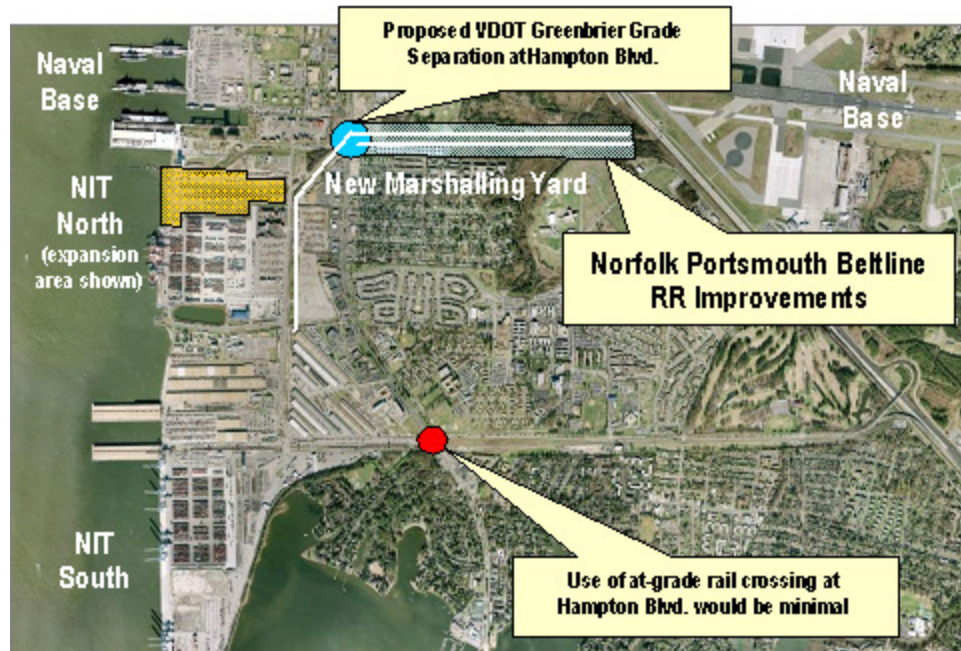 Proposed VDOT Greenbrier Grade
Separation atHampton Blvd.
Naval
Base
Naval
Base
NIT
North
(expansion
area shown)
New Marshalling Yard
Norfolk Portsmouth Beltline
RR Improvements
NIT
South
Use of at-grade rail crossing at
Hampton Blvd. would be minimal